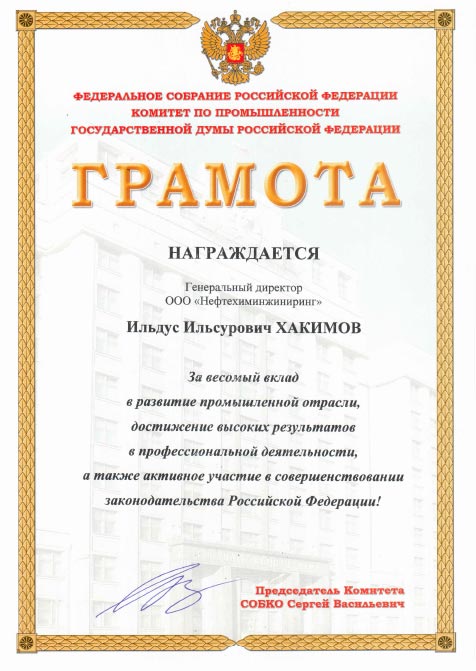 ФЕДЕРАЛЬНОЕ СОБРАНИЕ РОССИЙСКОЙ ФЕДЕРАЦИИ
КОМИТЕТ ПО ПРОМЫШЛЕННОСТИ
ГОСУДАРСТВЕННОЙ ДУМЫ РОССИЙСКОЙ ФЕДЕРАЦИИ
ГРАМОТА
НАГРАЖДАЕТСЯ
Генеральный директор
ООО «Нефтехиминжиниринг»
Ильдус Ильсурович ХАКИМОВ
За весомый вклад
в развитие промышленной отрасли,
достижение высоких результатов
в профессиональной деятельности,
а также активное участие в совершенствовании
законодательства Российской Федерации!
Председатель Комитета
СОБКО Сергей Васильевич